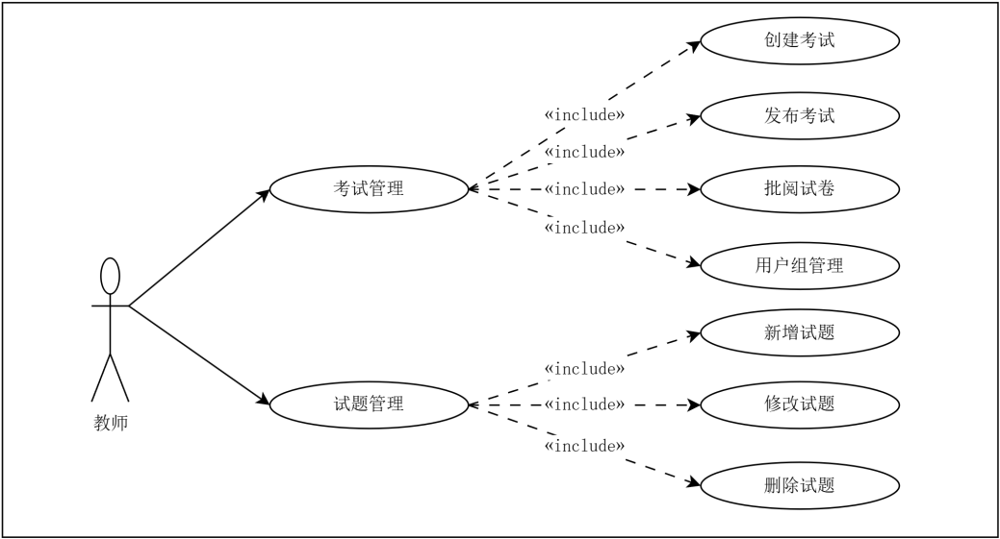 创建考试
«include»
发布考试
«include»
考试管理
«include»
批阅试卷
«include»
用户组管理
新增试题
«include»
试题管理
«include»
修改试题
教师
«include»
删除试题